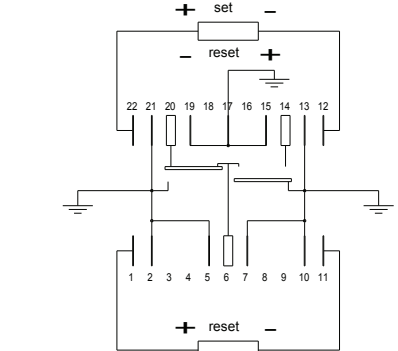 + set −
− reset +
22 21 20 19 18 17 16 15 14 13 12
1 2 3 4 5 6 7 8 9 10 11
+ reset −